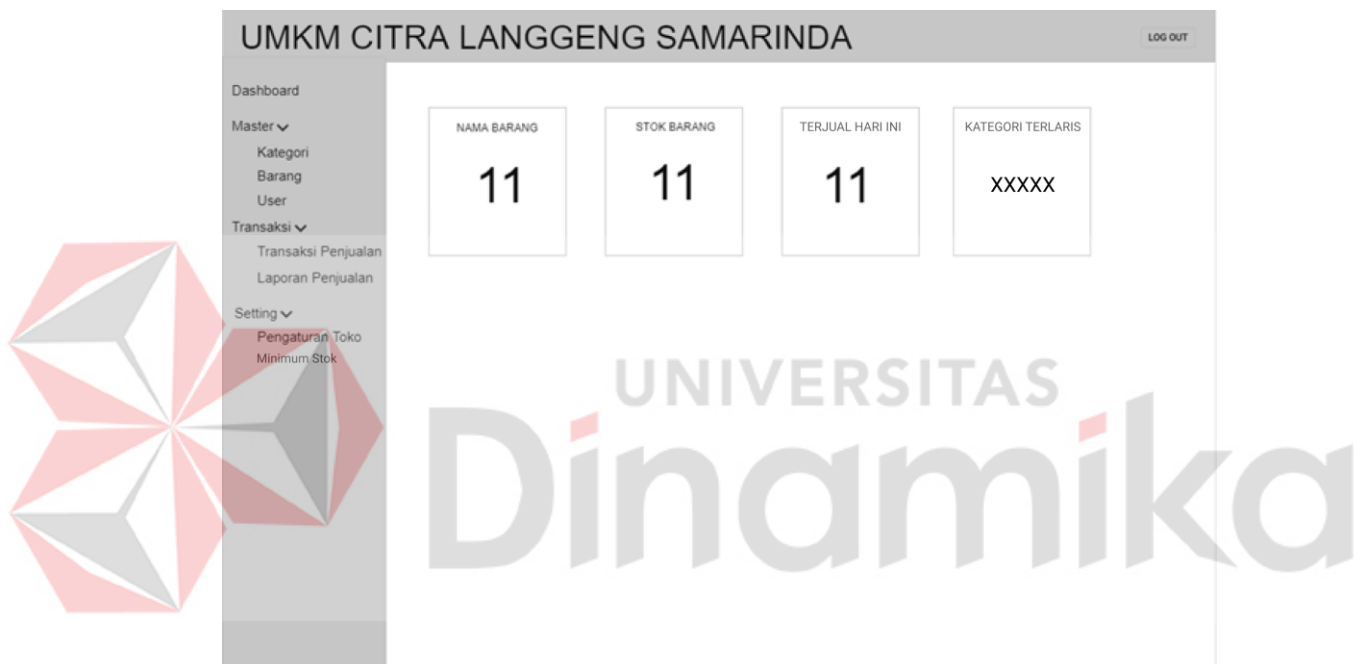 UMKM CITRA LANGGENG SAMARINDA
LOG OUT
Dashboard
Master
Kategori
Barang
User
Transaksi
Transaksi Penjualan
Laporan Penjualan
Setting
Pengaturan Toko
Minimum Stok
NAMA BARANG
11
STOK BARANG
11
TERJUAL HARI INI
11
KATEGORI TERLARIS
XXXXX
UNIVERSITAS
Dinamika